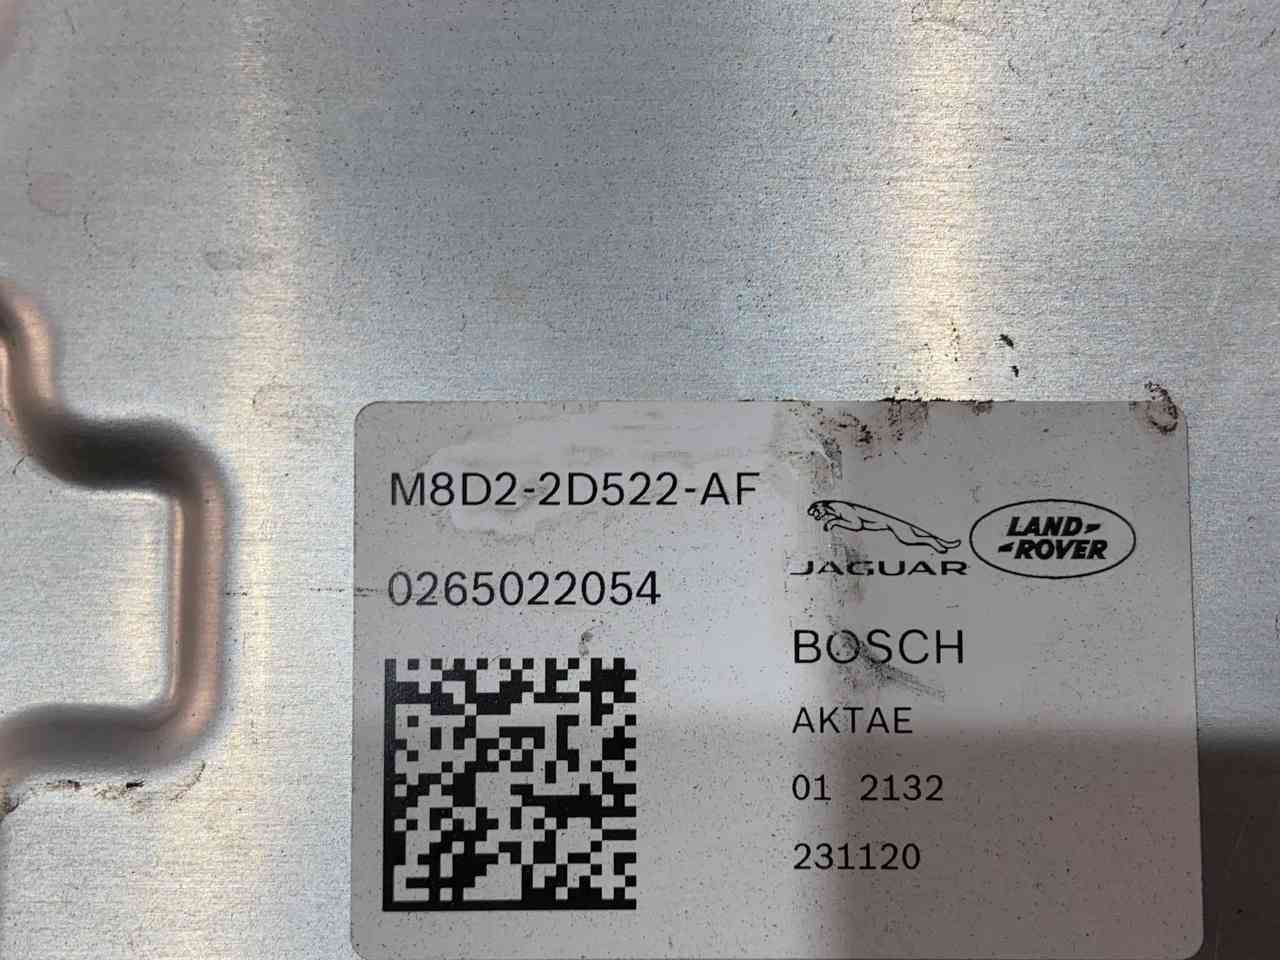 M8D2-2D522-AF
0265022054
JAGUAR
LAND-
-ROVER
BOSCH
AKTAE
01 2132
231120